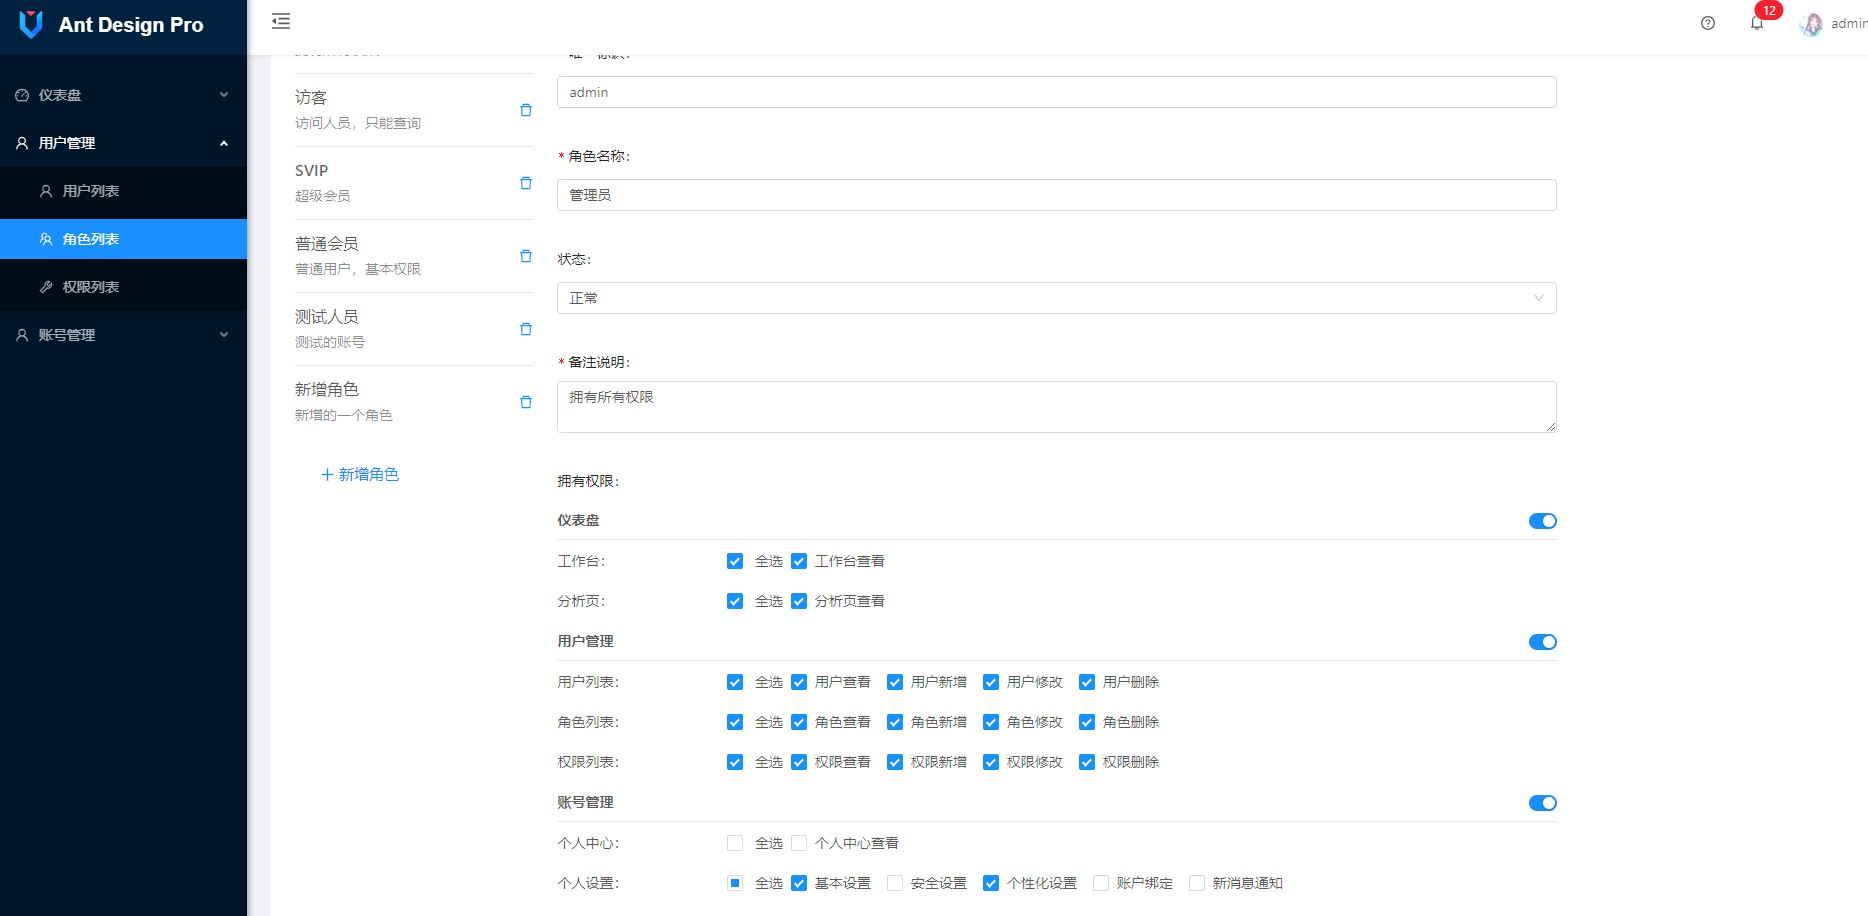 Ant Design Pro
12
admin
仪表盘
用户管理
用户列表
角色列表
权限列表
账号管理
访客
访问人员，只能查询
SVIP
超级会员
普通会员
普通用户，基本权限
测试人员
测试的账号
新增角色
新增的一个角色
+ 新增角色
admin
* 角色名称：
管理员
状态：
正常
* 备注说明：
拥有所有权限
拥有权限：
仪表盘
工作台： 全选 工作台查看
分析页： 全选 分析页查看
用户管理
用户列表： 全选 用户查看 用户新增 用户修改 用户删除
角色列表： 全选 角色查看 角色新增 角色修改 角色删除
权限列表： 全选 权限查看 权限新增 权限修改 权限删除
账号管理
个人中心： 全选 个人中心查看
个人设置： 全选 基本设置 安全设置 个性化设置 账户绑定 新消息通知